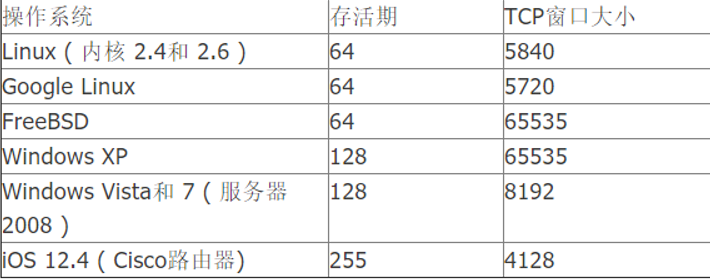 操作系统 存活期 TCP窗口大小
Linux ( 内核 2.4和 2.6 ) 64 5840
Google Linux 64 5720
FreeBSD 64 65535
Windows XP 128 65535
Windows Vista和 7 ( 服务器 128 8192
2008 )
iOS 12.4 ( Cisco路由器) 255 4128